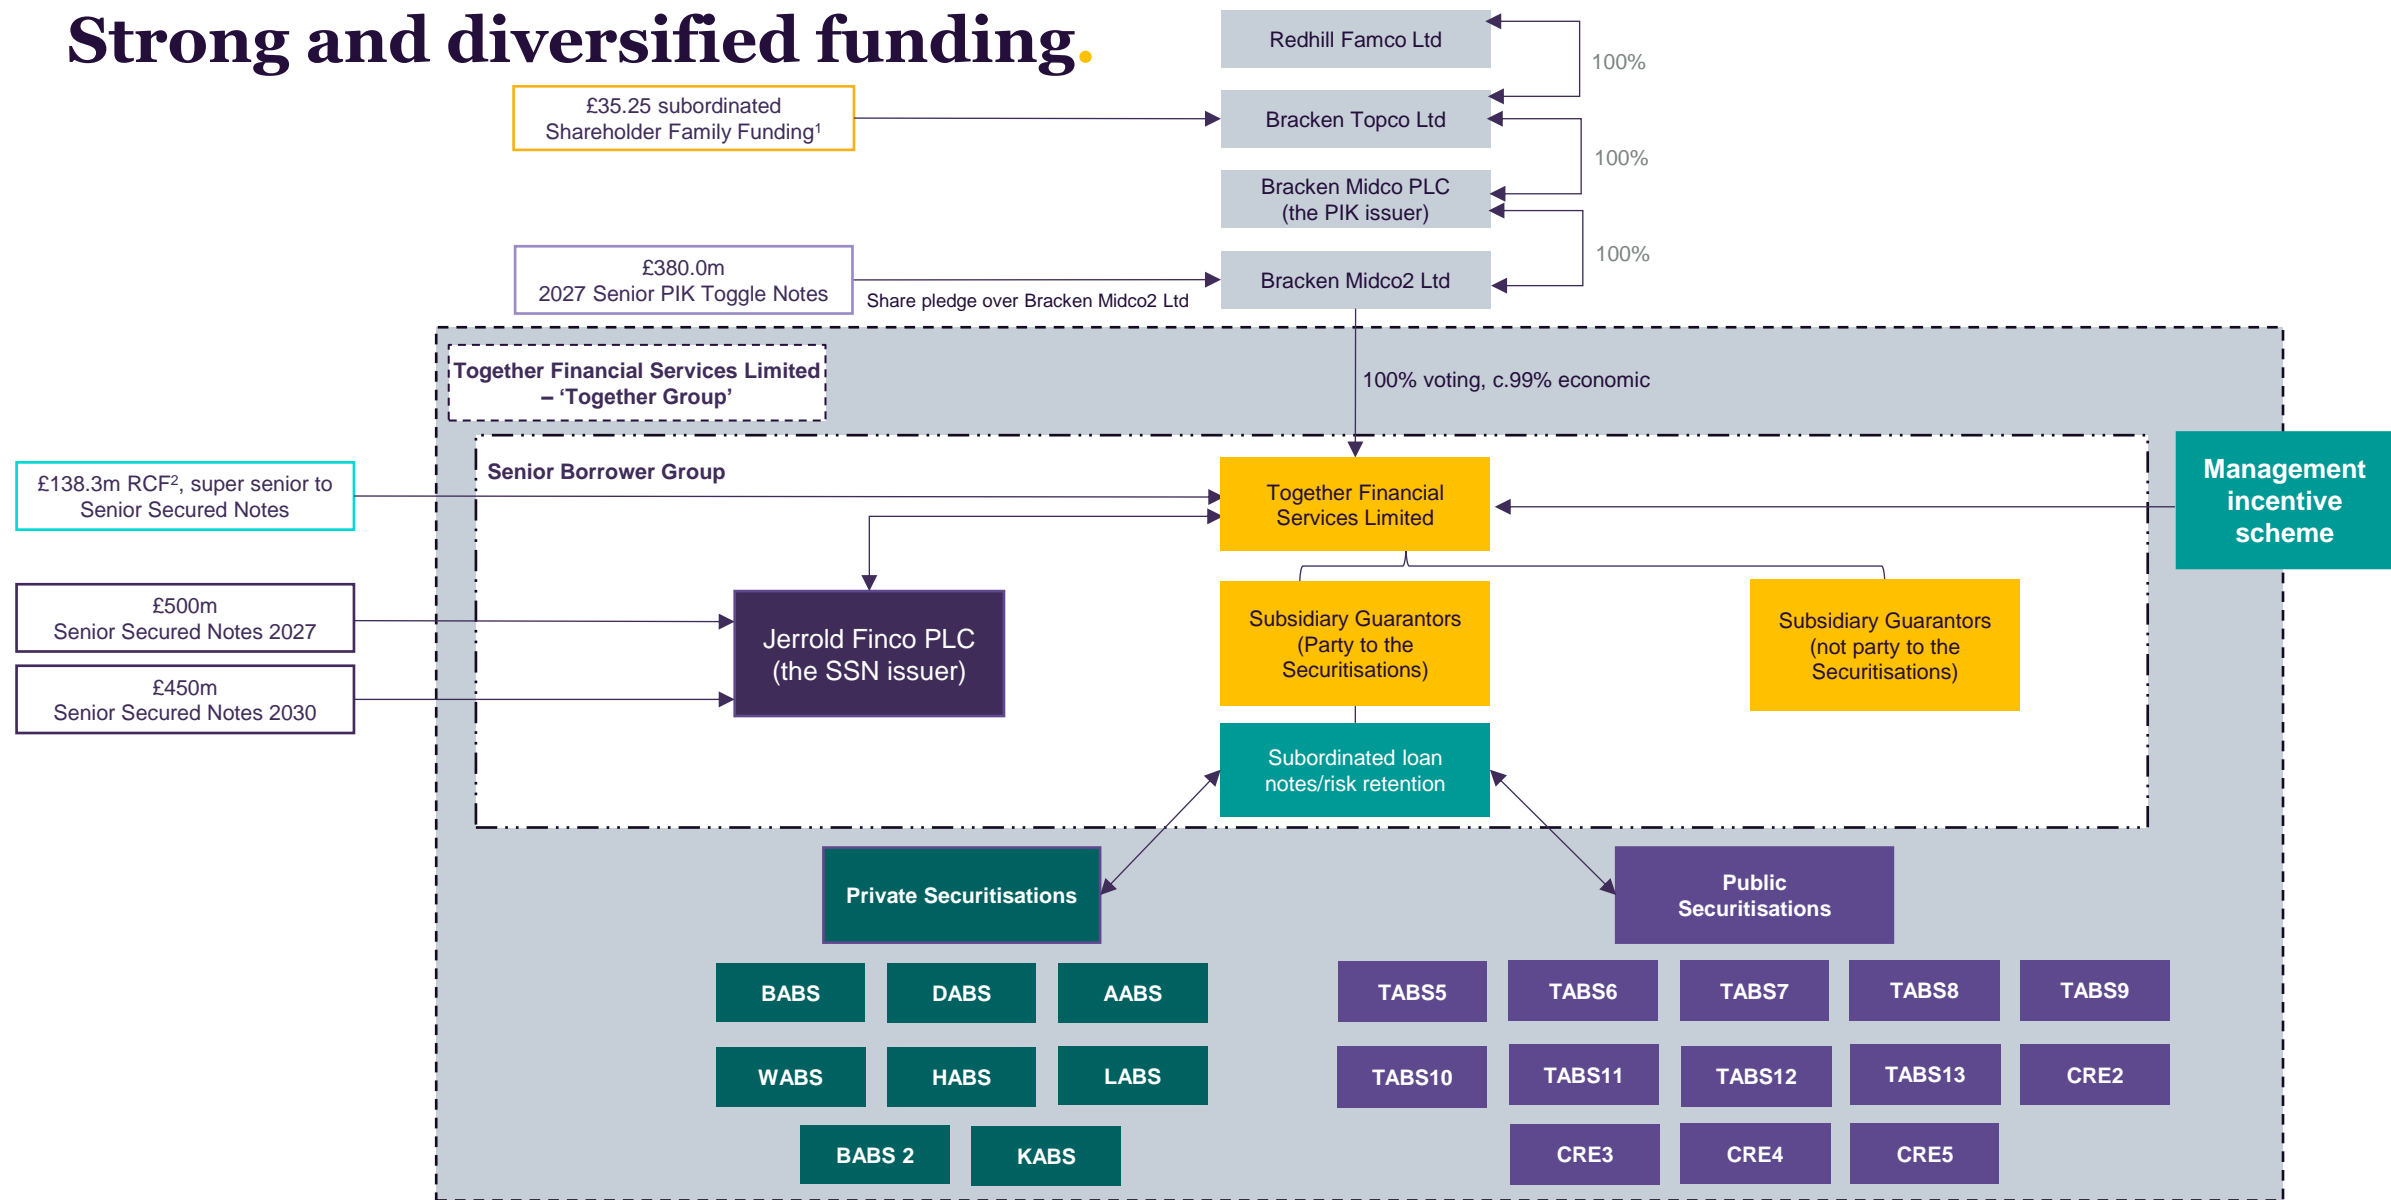 Strong and diversified funding.
Redhill Famco Ltd
100%
£35.25 subordinated
Shareholder Family Funding¹
Bracken Topco Ltd
100%
Bracken Midco PLC
(the PIK issuer)
100%
£380.0m
2027 Senior PIK Toggle Notes
Share pledge over Bracken Midco2 Ltd
Bracken Midco2 Ltd
Together Financial Services Limited
– ‘Together Group’
100% voting, c.99% economic
Senior Borrower Group
£138.3m RCF², super senior to
Senior Secured Notes
Together Financial
Services Limited
Management
incentive
scheme
£500m
Senior Secured Notes 2027
£450m
Senior Secured Notes 2030
Jerrold Finco PLC
(the SSN issuer)
Subsidiary Guarantors
(Party to the
Securitisations)
Subsidiary Guarantors
(not party to the
Securitisations)
Subordinated loan
notes/risk retention
Private Securitisations
Public
Securitisations
BABS
DABS
AABS
WABS
HABS
LABS
BABS 2
KABS
TABS5
TABS6
TABS7
TABS8
TABS9
TABS10
TABS11
TABS12
TABS13
CRE2
CRE3
CRE4
CRE5